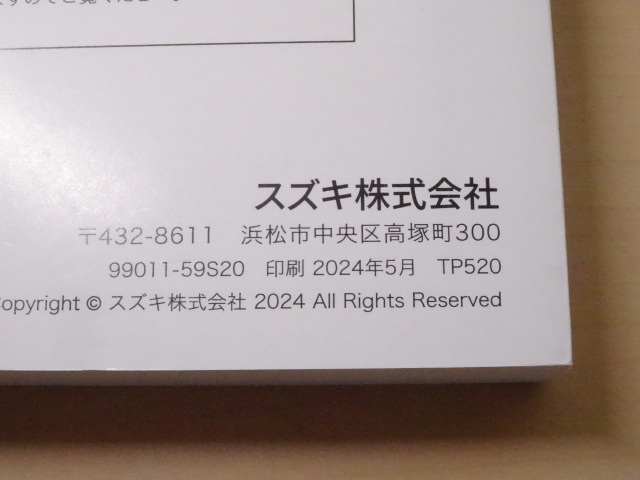 スズキ株式会社
〒432-8611 浜松市中央区高塚町300
99011-59S20 印刷 2024年5月 TP520
Copyright © スズキ株式会社 2024 All Rights Reserved